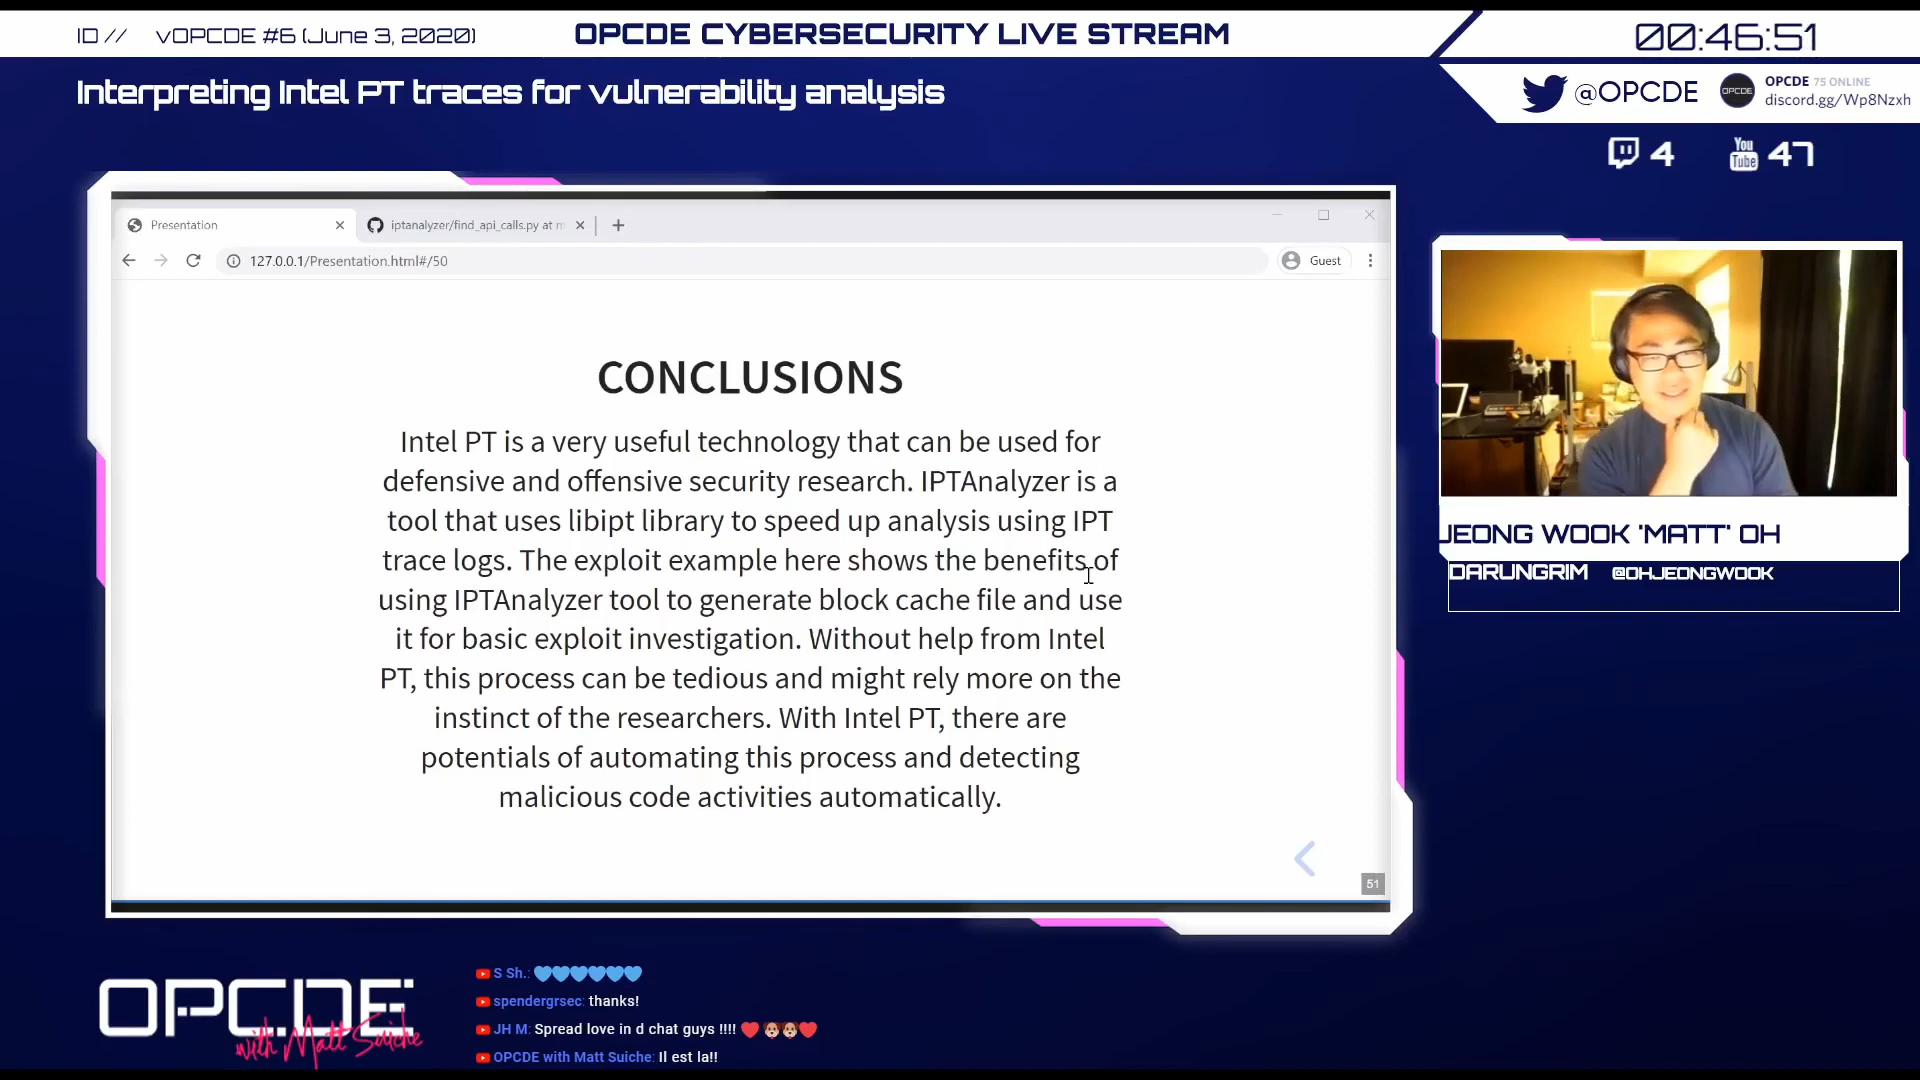 ID //
vOPCDE #6 (June 3, 2020)
OPCDE CYBERSECURITY LIVE STREAM
00:46:51
Interpreting Intel PT traces for vulnerability analysis
@OPCDE
OPCDE
OPCDE 75 ONLINE
discord.gg/Wp8Nzxh
4
You
Tube
47
Presentation
iptanalyzer/find_api_calls.py at m
127.0.0.1/Presentation.html#/50
Guest
CONCLUSIONS
Intel PT is a very useful technology that can be used for
defensive and offensive security research. IPTAnalyzer is a
tool that uses libipt library to speed up analysis using IPT
trace logs. The exploit example here shows the benefits of
using IPTAnalyzer tool to generate block cache file and use
it for basic exploit investigation. Without help from Intel
PT, this process can be tedious and might rely more on the
instinct of the researchers. With Intel PT, there are
potentials of automating this process and detecting
malicious code activities automatically.
51
JEONG WOOK 'MATT' OH
DARUNGRIM @OHJEONGWOOK
OPCDE
with Matt Suiche
S Sh.: 💙💙💙💙💙💙
spendergrsec: thanks!
JH M: Spread love in d chat guys !!!! ❤️🐶🐶❤️
OPCDE with Matt Suiche: Il est la!!